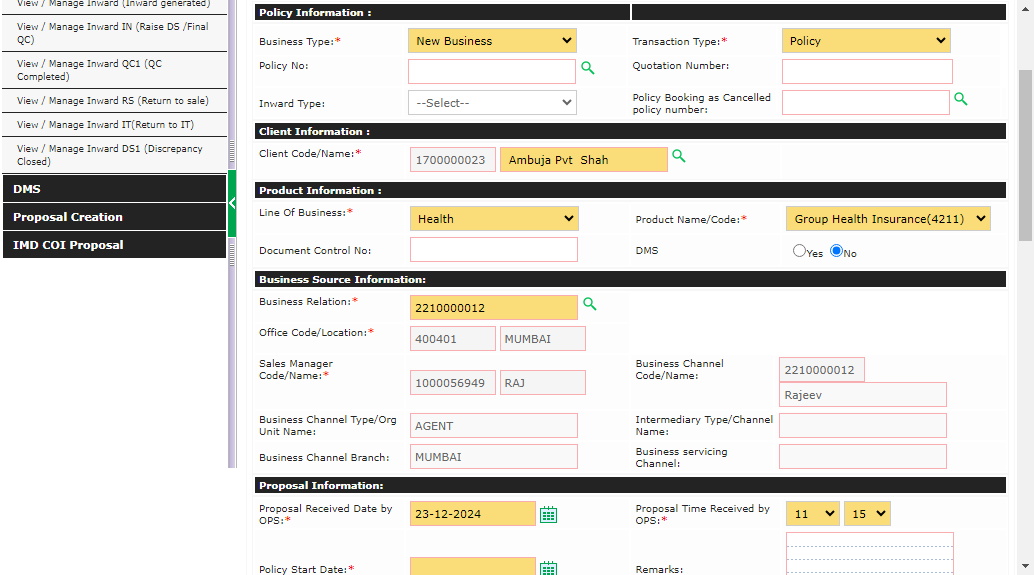 View / Manage Inward (Inward generated)
View / Manage Inward IN (Raise DS /Final
QC)
View / Manage Inward QC1 (QC
Completed)
View / Manage Inward RS (Return to sale)
View / Manage Inward IT(Return to IT)
View / Manage Inward DS1 (Discrepancy
Closed)
DMS
Proposal Creation
IMD COI Proposal
Policy Information :
Business Type:* New Business Transaction Type:* Policy
Policy No: Quotation Number:
Inward Type: --Select-- Policy Booking as Cancelled
policy number:
Client Information :
Client Code/Name:* 1700000023 Ambuja Pvt Shah
Product Information :
Line Of Business:* Health Product Name/Code:* Group Health Insurance(4211)
Document Control No: DMS Yes No
Business Source Information:
Business Relation:* 2210000012
Office Code/Location:* 400401 MUMBAI
Sales Manager
Code/Name:* 1000056949 RAJ
Business Channel
Code/Name: 2210000012
Rajeev
Business Channel Type/Org
Unit Name: AGENT
Intermediary Type/Channel
Name:
Business Channel Branch: MUMBAI
Business servicing
Channel:
Proposal Information:
Proposal Received Date by
OPS:* 23-12-2024
Proposal Time Received by
OPS:* 11 15
Policy Start Date:* Remarks: